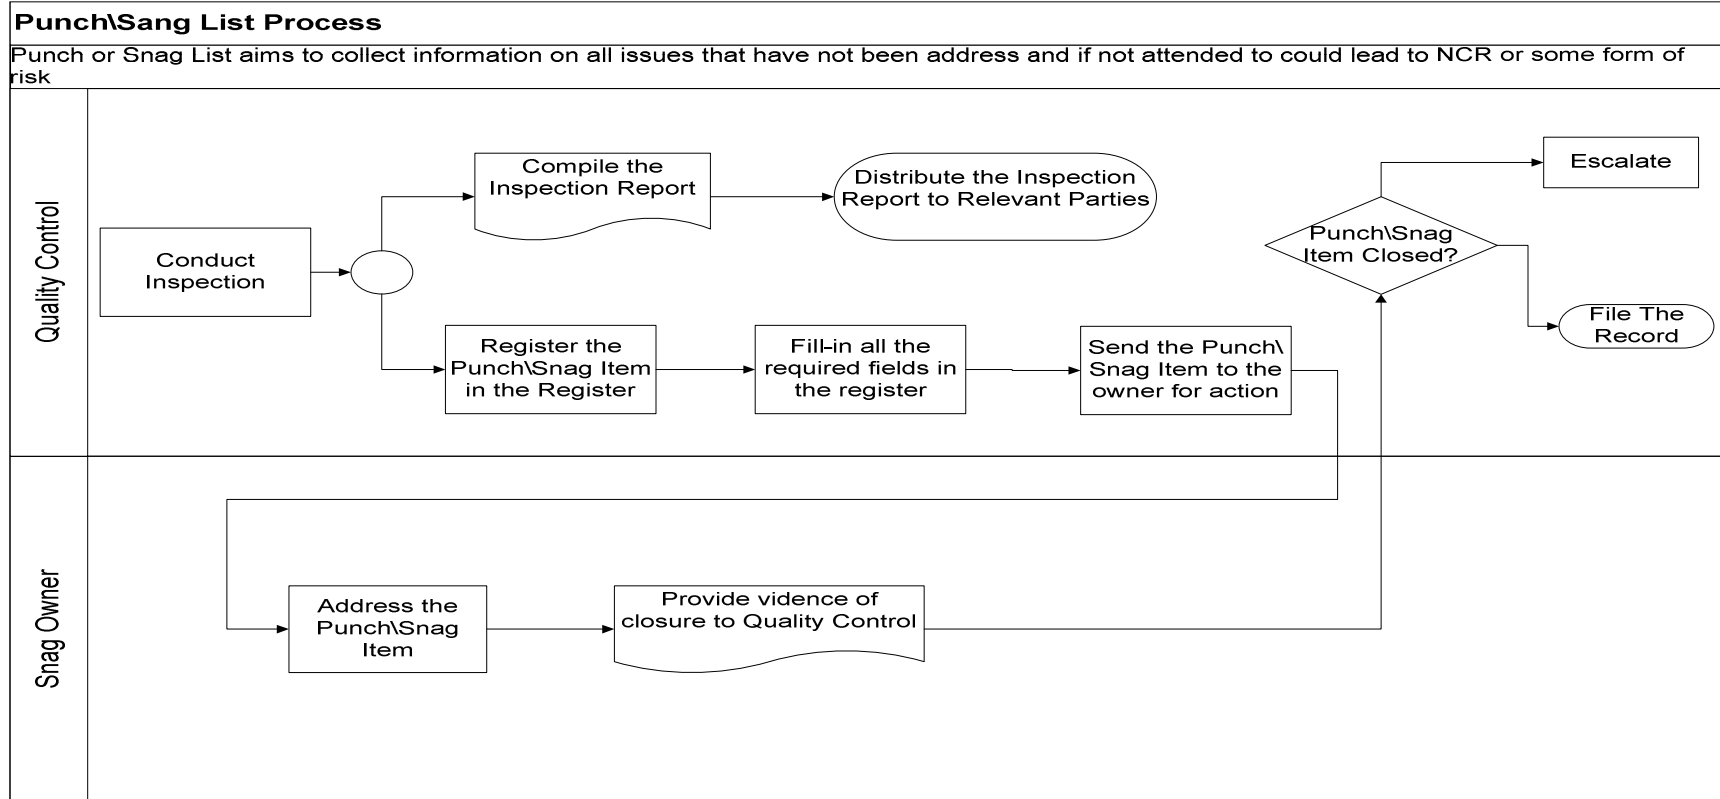 Punch\Sang List Process
Punch or Snag List aims to collect information on all issues that have not been address and if not attended to could lead to NCR or some form of
risk
Quality Control
Conduct
Inspection
Compile the
Inspection Report
Distribute the Inspection
Report to Relevant Parties
Register the
Punch\Snag Item
in the Register
Fill-in all the
required fields in
the register
Send the Punch\
Snag Item to the
owner for action
Punch\Snag
Item Closed?
Escalate
File The
Record
Snag Owner
Address the
Punch\Snag
Item
Provide vidence of
closure to Quality Control